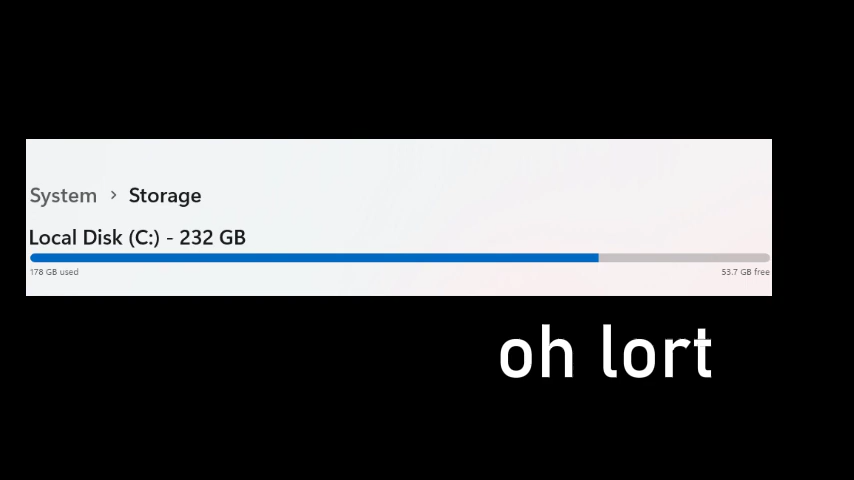 System > Storage
Local Disk (C:) - 232 GB
178 GB used 53.7 GB free
oh lort